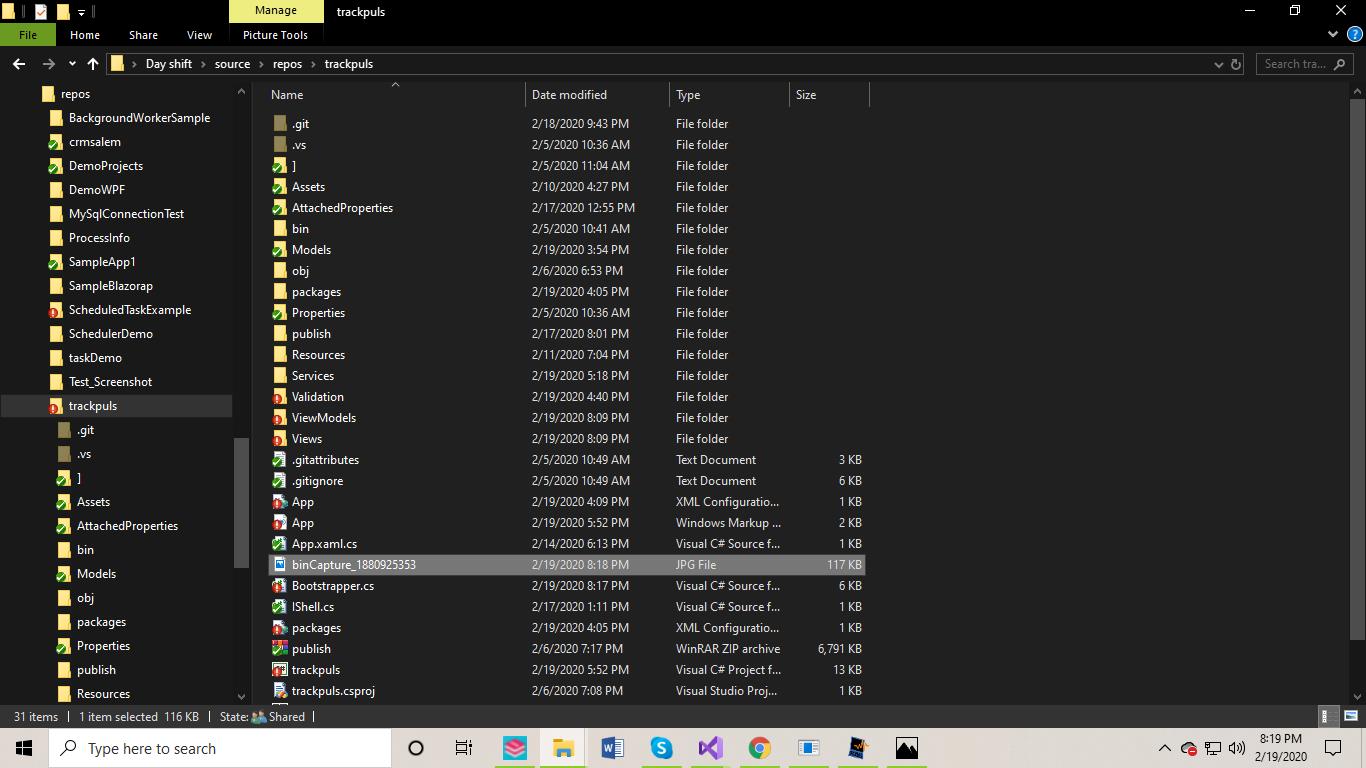 Manage trackpuls
File Home Share View Picture Tools
Day shift source repos trackpuls Search tra...
repos
BackgroundWorkerSample
crmsalem
DemoProjects
DemoWPF
MySqlConnectionTest
ProcessInfo
SampleApp1
SampleBlazorap
ScheduledTaskExample
SchedulerDemo
taskDemo
Test_Screenshot
trackpuls
.git
.vs
]
Assets
AttachedProperties
bin
Models
obj
packages
Properties
publish
Resources
Name Date modified Type Size
.git 2/18/2020 9:43 PM File folder
.vs 2/5/2020 10:36 AM File folder
] 2/5/2020 11:04 AM File folder
Assets 2/10/2020 4:27 PM File folder
AttachedProperties 2/17/2020 12:55 PM File folder
bin 2/5/2020 10:41 AM File folder
Models 2/19/2020 3:54 PM File folder
obj 2/6/2020 6:53 PM File folder
packages 2/19/2020 4:05 PM File folder
Properties 2/5/2020 10:36 AM File folder
publish 2/17/2020 8:01 PM File folder
Resources 2/11/2020 7:04 PM File folder
Services 2/19/2020 5:18 PM File folder
Validation 2/19/2020 4:40 PM File folder
ViewModels 2/19/2020 8:09 PM File folder
Views 2/19/2020 8:09 PM File folder
.gitattributes 2/5/2020 10:49 AM Text Document 3 KB
.gitignore 2/5/2020 10:49 AM Text Document 6 KB
App 2/19/2020 4:09 PM XML Configuratio... 1 KB
App 2/19/2020 5:52 PM Windows Markup ... 2 KB
App.xaml.cs 2/14/2020 6:13 PM Visual C# Source f... 1 KB
binCapture_1880925353 2/19/2020 8:18 PM JPG File 117 KB
Bootstrapper.cs 2/19/2020 8:17 PM Visual C# Source f... 6 KB
IShell.cs 2/17/2020 1:11 PM Visual C# Source f... 1 KB
packages 2/19/2020 4:05 PM XML Configuratio... 1 KB
publish 2/6/2020 7:17 PM WinRAR ZIP archive 6,791 KB
trackpuls 2/19/2020 5:52 PM Visual C# Project f... 13 KB
trackpuls.csproj 2/6/2020 7:08 PM Visual Studio Proj... 1 KB
31 items 1 item selected 116 KB State: Shared
Type here to search
8:19 PM
2/19/2020